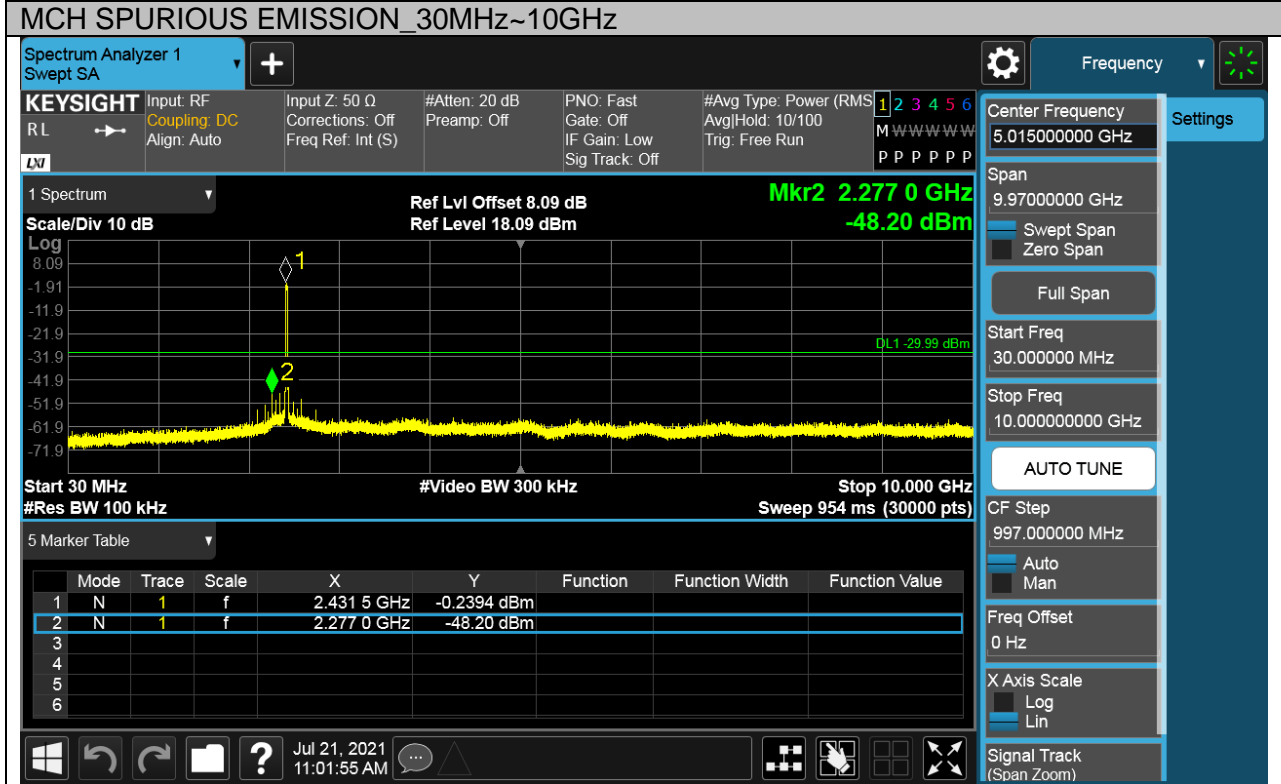 MCH SPURIOUS EMISSION_30MHz~10GHz
Spectrum Analyzer 1
Swept SA
+
Frequency
KEYSIGHT
RL
LXI
Input: RF
Coupling: DC
Align: Auto
Input Z: 50 Ω
Corrections: Off
Freq Ref: Int (S)
#Atten: 20 dB
Preamp: Off
PNO: Fast
Gate: Off
IF Gain: Low
Sig Track: Off
#Avg Type: Power (RMS
Avg|Hold: 10/100
Trig: Free Run
1 2 3 4 5 6
M W W W W W
P P P P P P
1 Spectrum
Scale/Div 10 dB
Ref Lvl Offset 8.09 dB
Ref Level 18.09 dBm
Mkr2 2.277 0 GHz
-48.20 dBm
Log
8.09
-1.91
-11.9
-21.9
-31.9
-41.9
-51.9
-61.9
-71.9
1
2
DL1 -29.99 dBm
Start 30 MHz
#Res BW 100 kHz
#Video BW 300 kHz
Stop 10.000 GHz
Sweep 954 ms (30000 pts)
5 Marker Table
Mode Trace Scale X Y Function Function Width Function Value
1 N 1 f 2.431 5 GHz -0.2394 dBm
2 N 1 f 2.277 0 GHz -48.20 dBm
3
4
5
6
Jul 21, 2021
11:01:55 AM
?
Center Frequency
5.015000000 GHz
Settings
Span
9.97000000 GHz
Swept Span
Zero Span
Full Span
Start Freq
30.000000 MHz
Stop Freq
10.000000000 GHz
AUTO TUNE
CF Step
997.000000 MHz
Auto
Man
Freq Offset
0 Hz
X Axis Scale
Log
Lin
Signal Track
(Span Zoom)